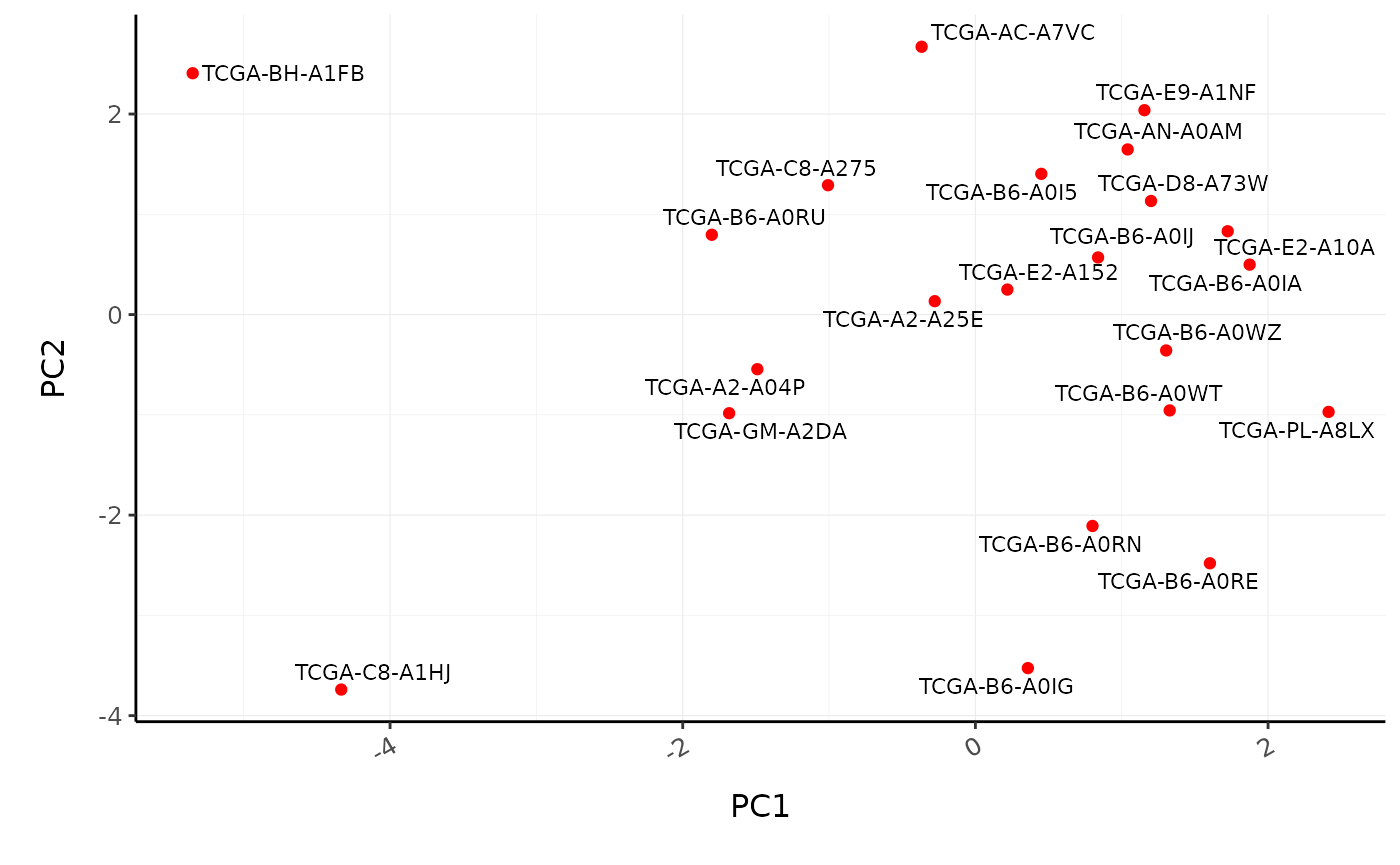 TCGA-AC-A7VC
TCGA-BH-A1FB
TCGA-E9-A1NF
2
TCGA-AN-A0AM
TCGA-C8-A275
TCGA-D8-A73W
TCGA-B6-A0I5
TCGA-B6-A0RU
TCGA-B6-A0IJ
TCGA-E2-A10A
TCGA-E2-A152
TCGA-B6-A0IA
0
TCGA-A2-A25E
TCGA-B6-A0WZ
PC2
TCGA-A2-A04P
TCGA-B6-A0WT
TCGA-GM-A2DA
TCGA-PL-A8LX
-2
TCGA-B6-A0RN
TCGA-B6-A0RE
TCGA-C8-A1HJ
TCGA-B6-A0IG
-4
-4
-2
0
2
PC1